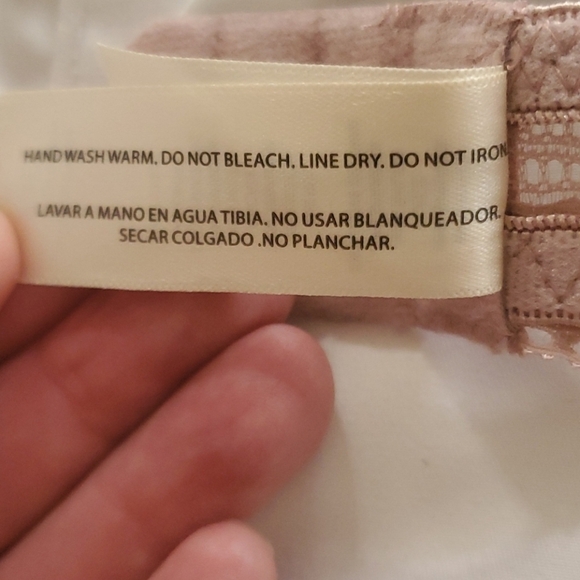 HAND WASH WARM. DO NOT BLEACH. LINE DRY. DO NOT IRON
LAVAR A MANO EN AGUA TIBIA. NO USAR BLANQUEADOR.
SECAR COLGADO .NO PLANCHAR.